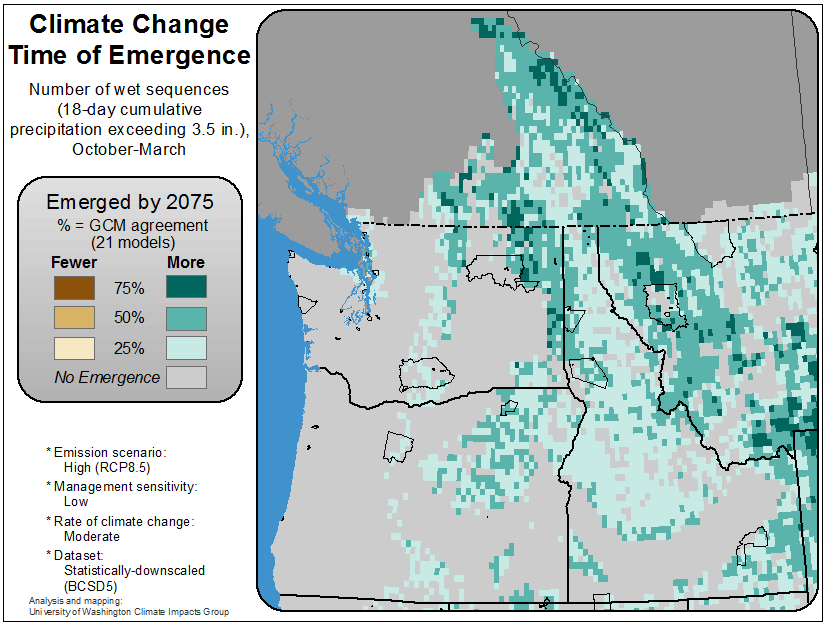 Climate Change
Time of Emergence
Number of wet sequences
(18-day cumulative
precipitation exceeding 3.5 in.),
October-March
Emerged by 2075
% = GCM agreement
(21 models)
Fewer More
75%
50%
25%
No Emergence
* Emission scenario:
High (RCP8.5)
* Management sensitivity:
Low
* Rate of climate change:
Moderate
* Dataset:
Statistically-downscaled
(BCSD5)
Analysis and mapping:
University of Washington Climate Impacts Group